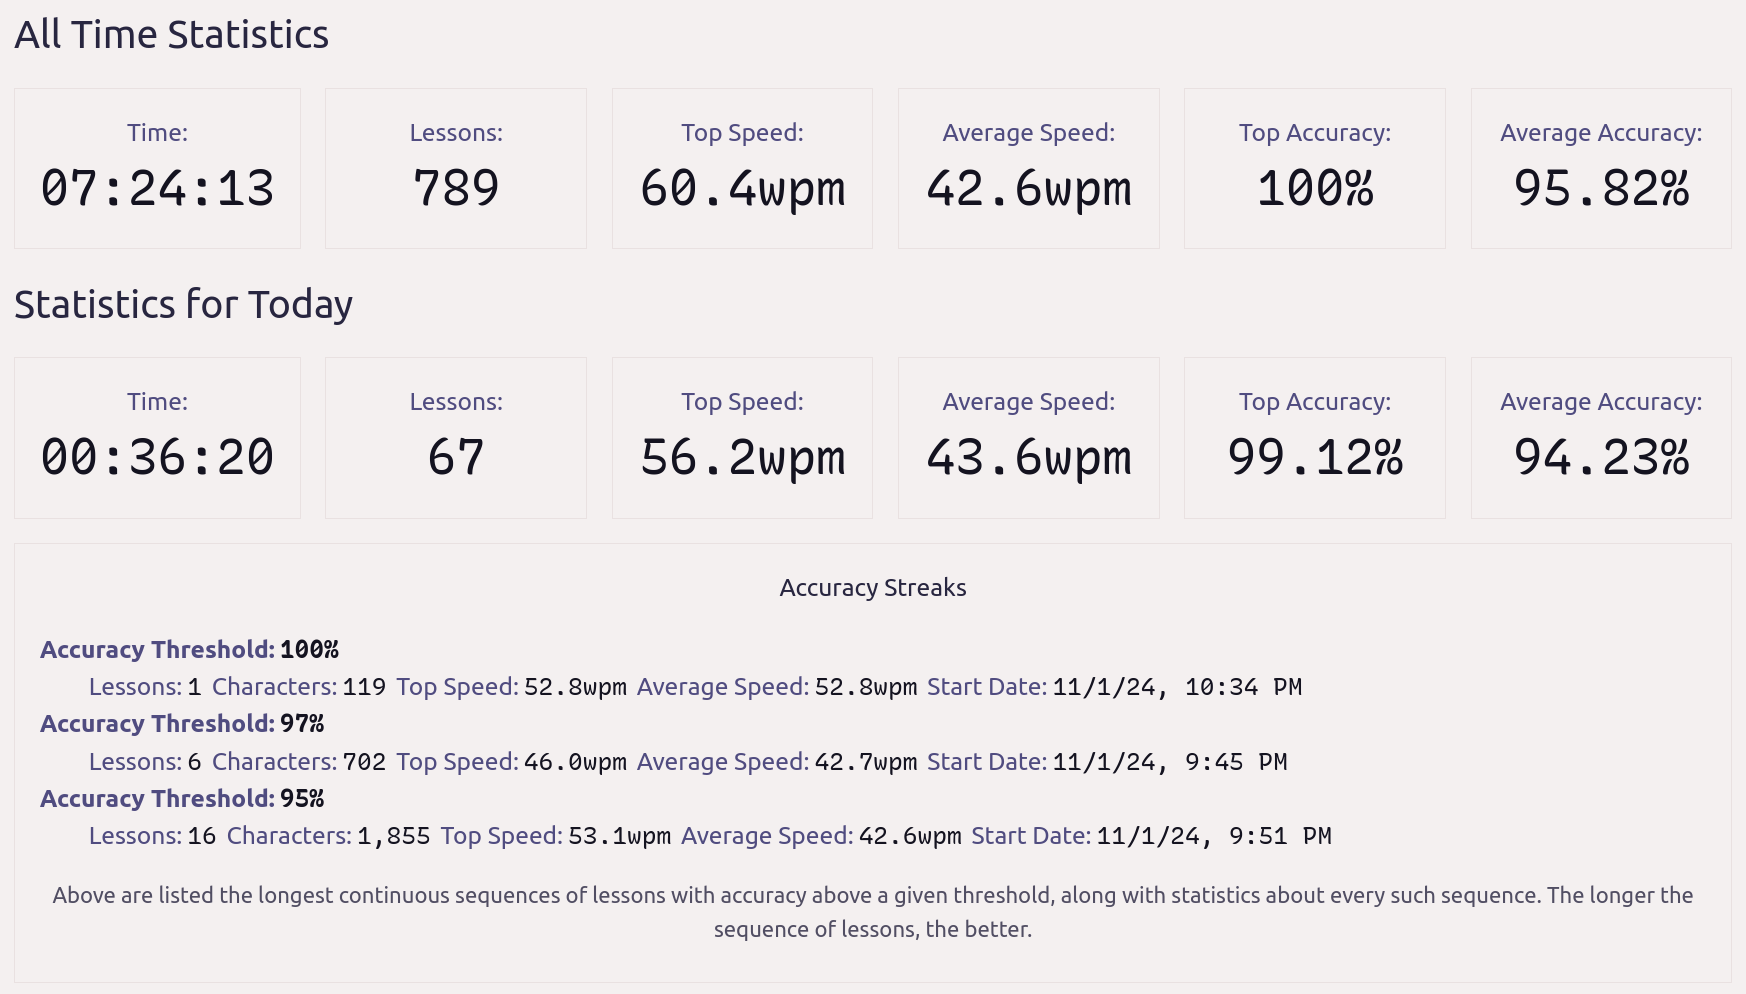 All Time Statistics
Time: Lessons: Top Speed: Average Speed: Top Accuracy: Average Accuracy:
07:24:13 789 60.4wpm 42.6wpm 100% 95.82%
Statistics for Today
Time: Lessons: Top Speed: Average Speed: Top Accuracy: Average Accuracy:
00:36:20 67 56.2wpm 43.6wpm 99.12% 94.23%
Accuracy Streaks
Accuracy Threshold: 100%
Lessons: 1 Characters: 119 Top Speed: 52.8wpm Average Speed: 52.8wpm Start Date: 11/1/24, 10:34 PM
Accuracy Threshold: 97%
Lessons: 6 Characters: 702 Top Speed: 46.0wpm Average Speed: 42.7wpm Start Date: 11/1/24, 9:45 PM
Accuracy Threshold: 95%
Lessons: 16 Characters: 1,855 Top Speed: 53.1wpm Average Speed: 42.6wpm Start Date: 11/1/24, 9:51 PM
Above are listed the longest continuous sequences of lessons with accuracy above a given threshold, along with statistics about every such sequence. The longer the
sequence of lessons, the better.